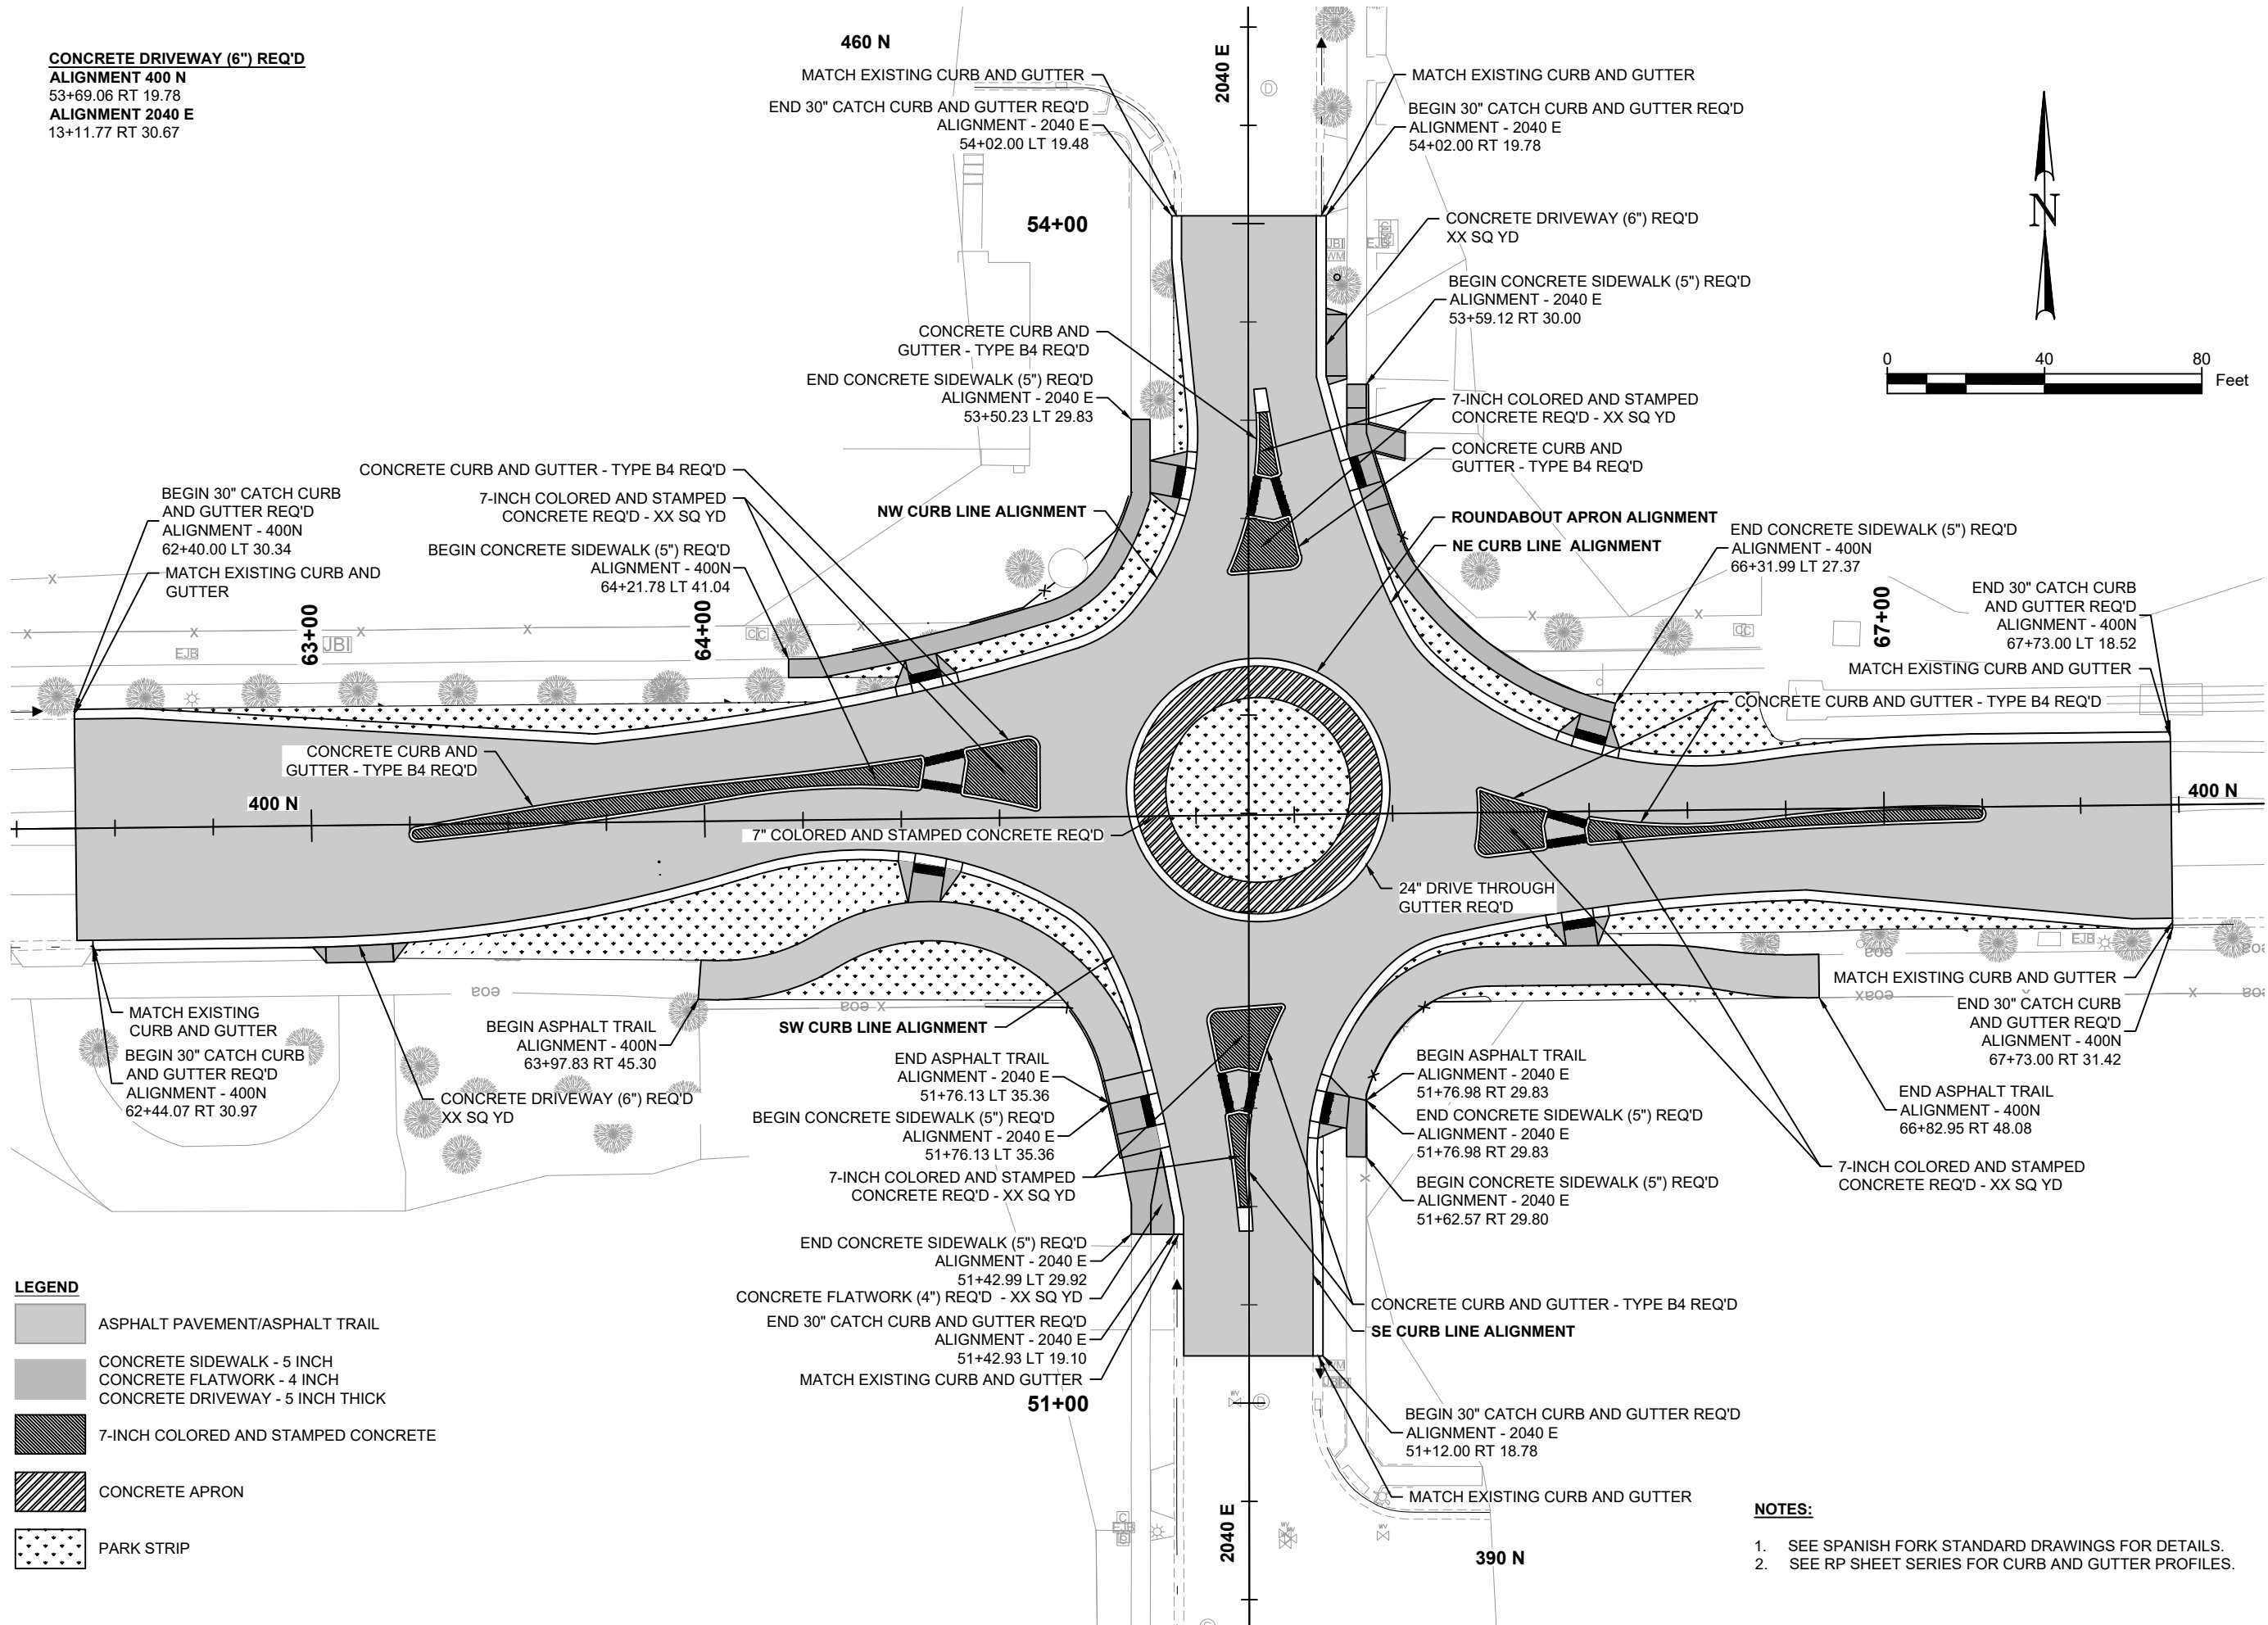 CONCRETE DRIVEWAY (6") REQ'D
ALIGNMENT 400 N
53+69.06 RT 19.78
ALIGNMENT 2040 E
13+11.77 RT 30.67
460 N
2040 E
MATCH EXISTING CURB AND GUTTER
END 30" CATCH CURB AND GUTTER REQ'D
ALIGNMENT - 2040 E
54+02.00 LT 19.48
MATCH EXISTING CURB AND GUTTER
BEGIN 30" CATCH CURB AND GUTTER REQ'D
ALIGNMENT - 2040 E
54+02.00 RT 19.78
D
N
54+00
CONCRETE DRIVEWAY (6") REQ'D
XX SQ YD
JBI
EJB
WM
BEGIN CONCRETE SIDEWALK (5") REQ'D
ALIGNMENT - 2040 E
53+59.12 RT 30.00
0 40 80
Feet
CONCRETE CURB AND
GUTTER - TYPE B4 REQ'D
END CONCRETE SIDEWALK (5") REQ'D
ALIGNMENT - 2040 E
53+50.23 LT 29.83
7-INCH COLORED AND STAMPED
CONCRETE REQ'D - XX SQ YD
CONCRETE CURB AND
GUTTER - TYPE B4 REQ'D
CONCRETE CURB AND GUTTER - TYPE B4 REQ'D
7-INCH COLORED AND STAMPED
CONCRETE REQ'D - XX SQ YD
NW CURB LINE ALIGNMENT
BEGIN CONCRETE SIDEWALK (5") REQ'D
ALIGNMENT - 400N
64+21.78 LT 41.04
BEGIN 30" CATCH CURB
AND GUTTER REQ'D
ALIGNMENT - 400N
62+40.00 LT 30.34
MATCH EXISTING CURB AND
GUTTER
ROUNDABOUT APRON ALIGNMENT
NE CURB LINE ALIGNMENT
END CONCRETE SIDEWALK (5") REQ'D
ALIGNMENT - 400N
66+31.99 LT 27.37
END 30" CATCH CURB
AND GUTTER REQ'D
ALIGNMENT - 400N
67+73.00 LT 18.52
MATCH EXISTING CURB AND GUTTER
63+00
64+00
67+00
EJB
JBI
CONCRETE CURB AND GUTTER - TYPE B4 REQ'D
CONCRETE CURB AND
GUTTER - TYPE B4 REQ'D
400 N
400 N
7" COLORED AND STAMPED CONCRETE REQ'D
24" DRIVE THROUGH
GUTTER REQ'D
MATCH EXISTING
CURB AND GUTTER
BEGIN 30" CATCH CURB
AND GUTTER REQ'D
ALIGNMENT - 400N
62+44.07 RT 30.97
eoa
BEGIN ASPHALT TRAIL
ALIGNMENT - 400N
63+97.83 RT 45.30
eoa
CONCRETE DRIVEWAY (6") REQ'D
XX SQ YD
SW CURB LINE ALIGNMENT
END ASPHALT TRAIL
ALIGNMENT - 2040 E
51+76.13 LT 35.36
BEGIN CONCRETE SIDEWALK (5") REQ'D
ALIGNMENT - 2040 E
51+76.13 LT 35.36
7-INCH COLORED AND STAMPED
CONCRETE REQ'D - XX SQ YD
END CONCRETE SIDEWALK (5") REQ'D
ALIGNMENT - 2040 E
51+42.99 LT 29.92
CONCRETE FLATWORK (4") REQ'D - XX SQ YD
END 30" CATCH CURB AND GUTTER REQ'D
ALIGNMENT - 2040 E
51+42.93 LT 19.10
MATCH EXISTING CURB AND GUTTER
51+00
BEGIN ASPHALT TRAIL
ALIGNMENT - 2040 E
51+76.98 RT 29.83
END CONCRETE SIDEWALK (5") REQ'D
ALIGNMENT - 2040 E
51+76.98 RT 29.83
BEGIN CONCRETE SIDEWALK (5") REQ'D
ALIGNMENT - 2040 E
51+62.57 RT 29.80
EJB
eoa
MATCH EXISTING CURB AND GUTTER
END 30" CATCH CURB
AND GUTTER REQ'D
ALIGNMENT - 400N
67+73.00 RT 31.42
END ASPHALT TRAIL
ALIGNMENT - 400N
66+82.95 RT 48.08
7-INCH COLORED AND STAMPED
CONCRETE REQ'D - XX SQ YD
CONCRETE CURB AND GUTTER - TYPE B4 REQ'D
SE CURB LINE ALIGNMENT
BEGIN 30" CATCH CURB AND GUTTER REQ'D
ALIGNMENT - 2040 E
51+12.00 RT 18.78
MATCH EXISTING CURB AND GUTTER
2040 E
390 N
LEGEND
ASPHALT PAVEMENT/ASPHALT TRAIL
CONCRETE SIDEWALK - 5 INCH
CONCRETE FLATWORK - 4 INCH
CONCRETE DRIVEWAY - 5 INCH THICK
7-INCH COLORED AND STAMPED CONCRETE
CONCRETE APRON
PARK STRIP
NOTES:
1. SEE SPANISH FORK STANDARD DRAWINGS FOR DETAILS.
2. SEE RP SHEET SERIES FOR CURB AND GUTTER PROFILES.